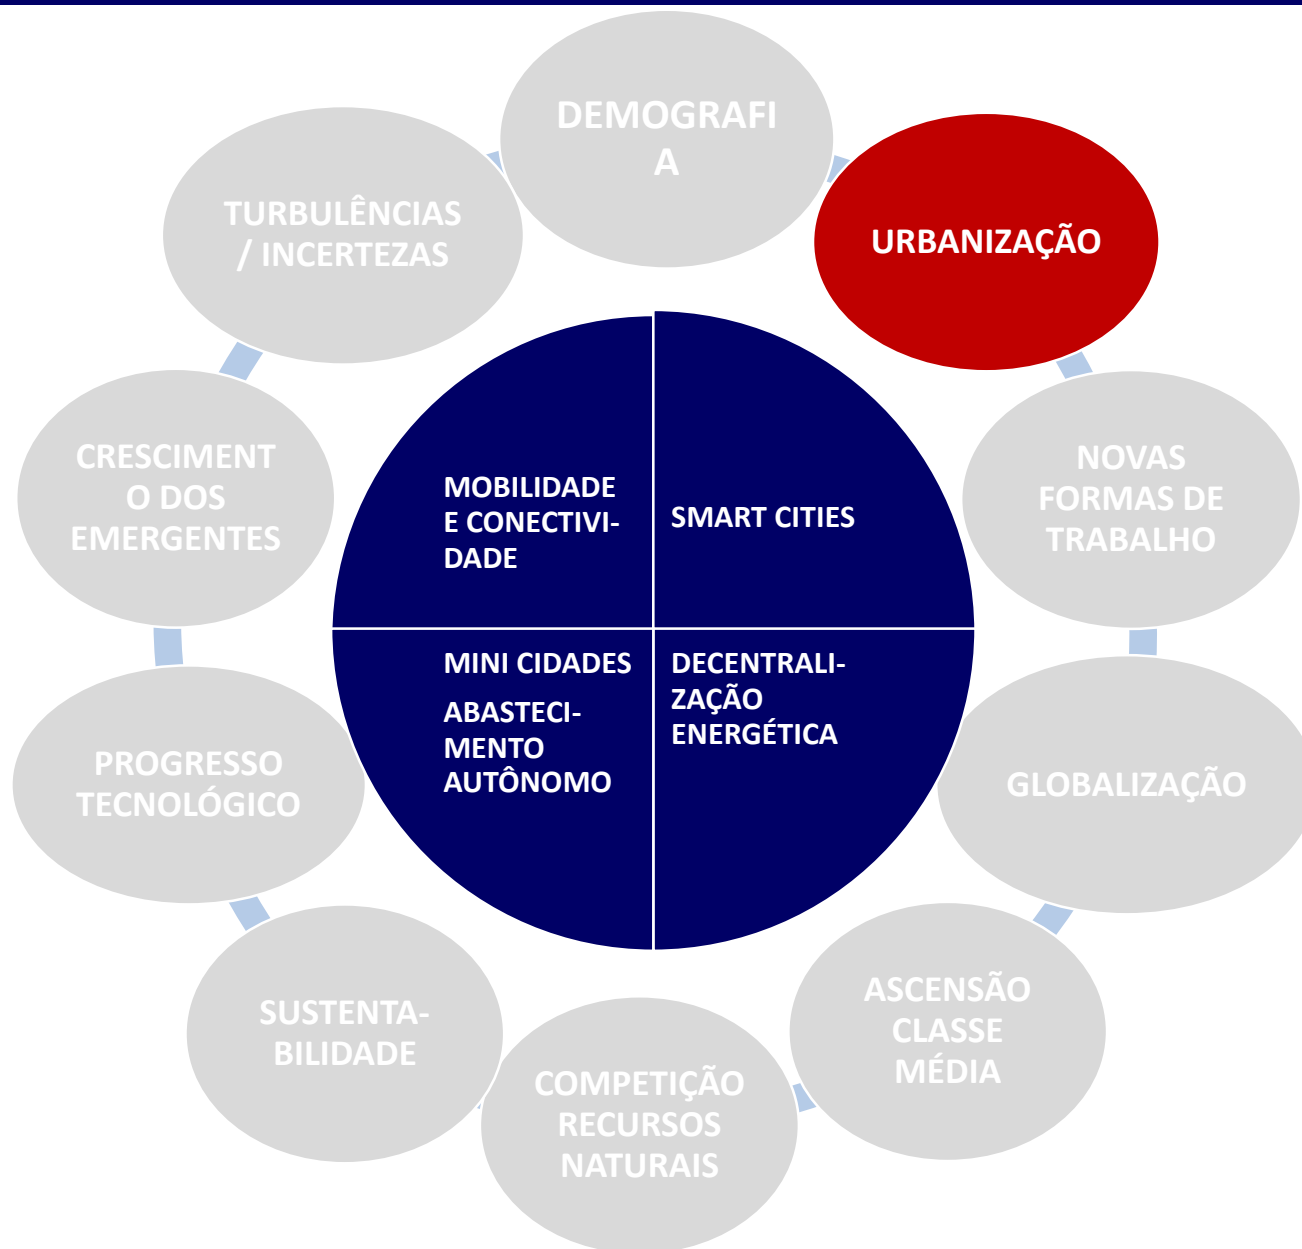 DEMOGRAFI
A
URBANIZAÇÃO
NOVAS
FORMAS DE
TRABALHO
GLOBALIZAÇÃO
ASCENSÃO
CLASSE
MÉDIA
COMPETIÇÃO
RECURSOS
NATURAIS
SUSTENTA-
BILIDADE
PROGRESSO
TECNOLÓGICO
CRESCIMENT
O DOS
EMERGENTES
TURBULÊNCIAS
/ INCERTEZAS
MOBILIDADE
E CONECTIVI-
DADE
SMART CITIES
MINI CIDADES
ABASTECI-
MENTO
AUTÔNOMO
DECENTRALI-
ZAÇÃO
ENERGÉTICA